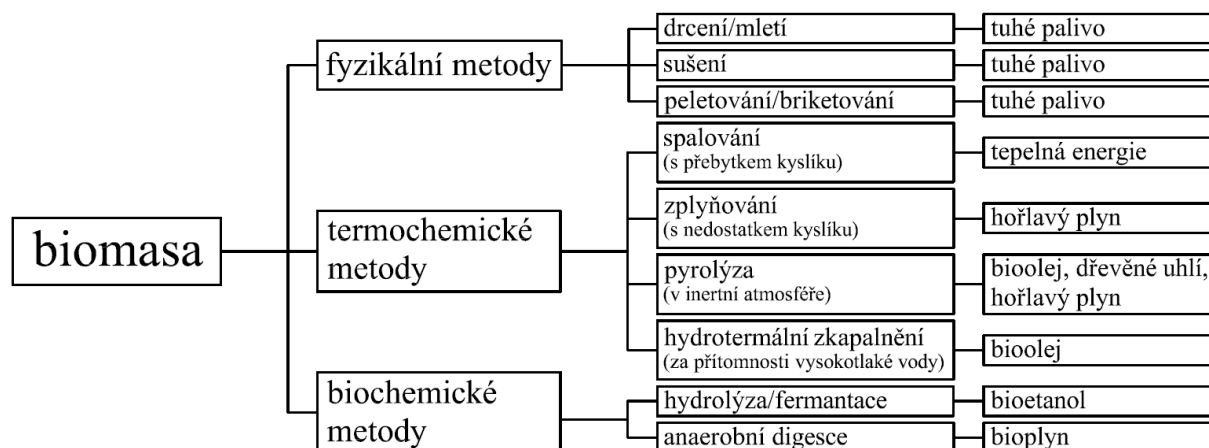 biomasa
fyzikální metody
drcení/mletí
tuhé palivo
sušení
tuhé palivo
peletování/briketování
tuhé palivo
termochemické
metody
spalování
(s přebytkem kyslíku)
tepelná energie
zplyňování
(s nedostatkem kyslíku)
hořlavý plyn
pyrolýza
(v inertní atmosféře)
bioolej, dřevěné uhlí,
hořlavý plyn
hydrotermální zkapalnění
(za přítomnosti vysokotlaké vody)
bioolej
biochemické
metody
hydrolýza/fermantace
bioetanol
anaerobní digesce
bioplyn